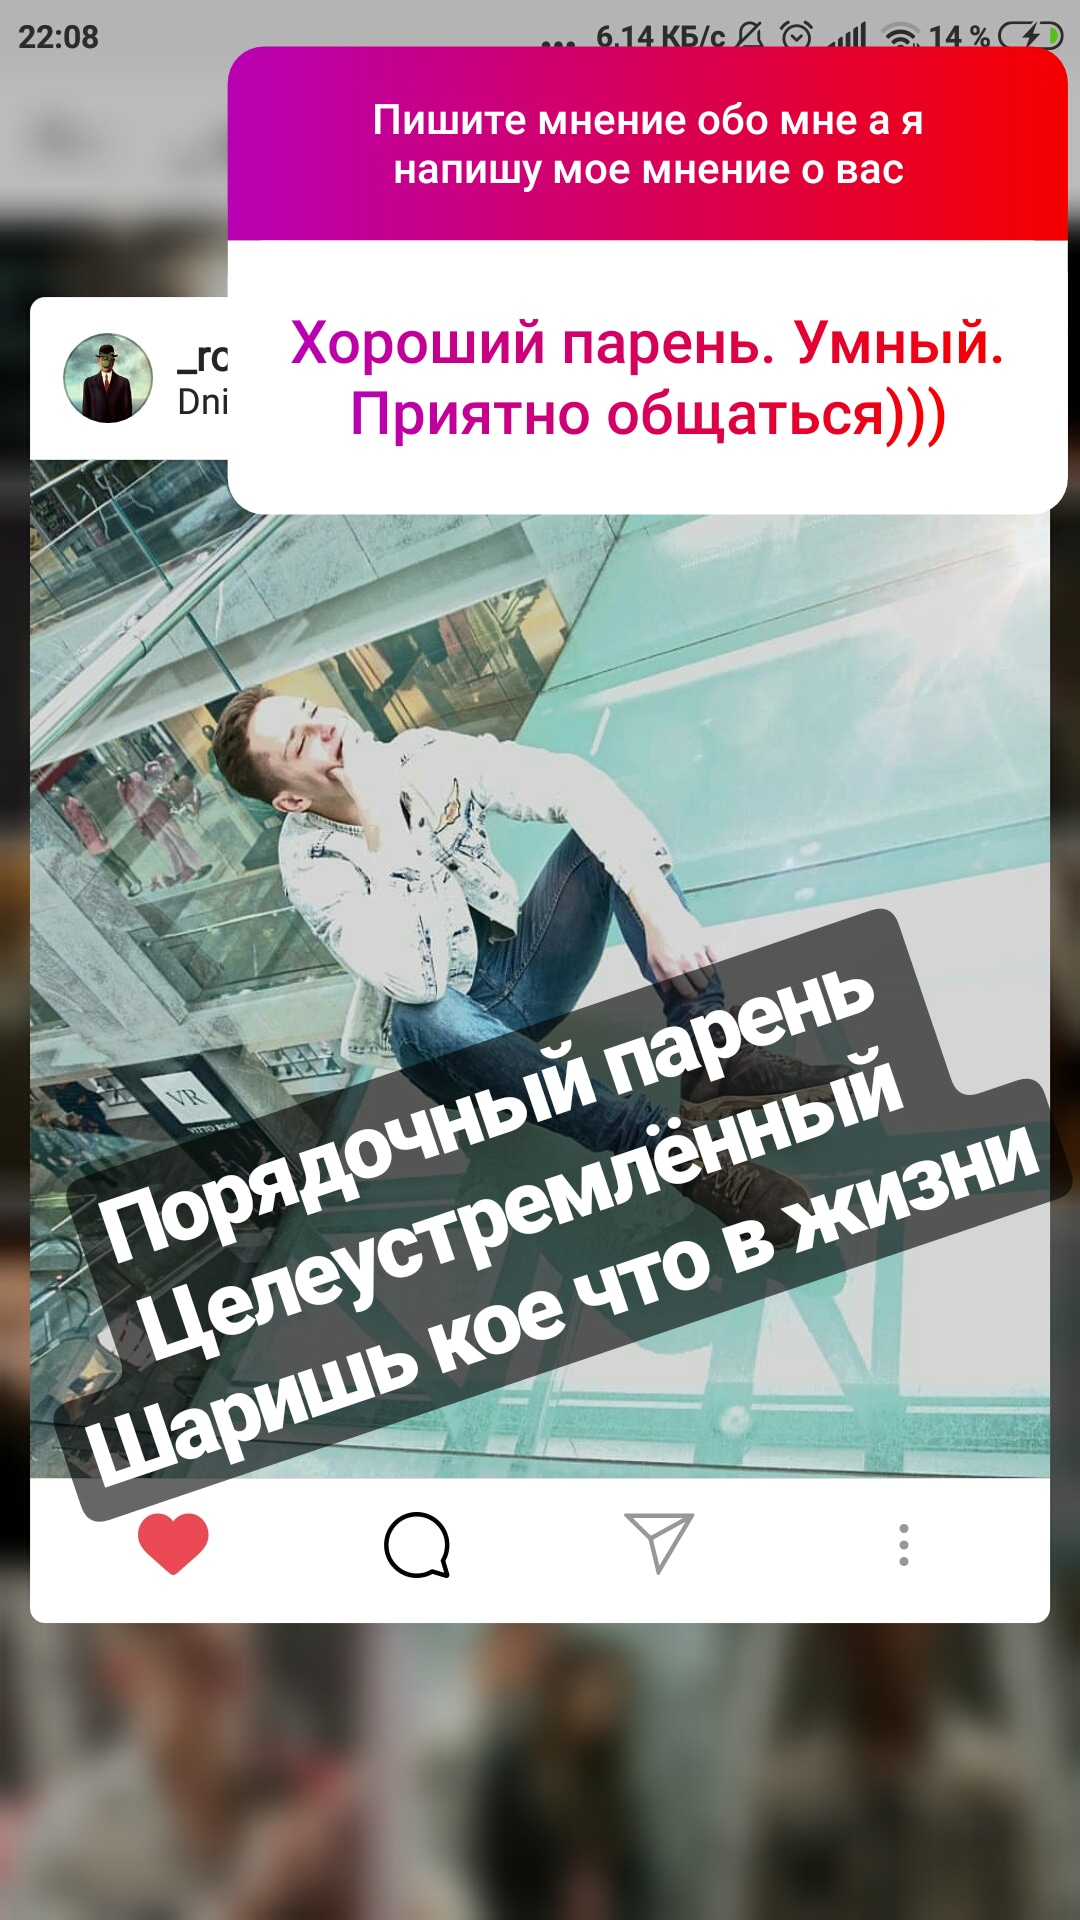 22:08
... 6,14 КБ/с 14 %
Пишите мнение обо мне а я
напишу мое мнение о вас
Хороший парень. Умный.
Приятно общаться)))
_ro
Dni
VR
Порядочный парень
Целеустремлённый
Шаришь кое что в жизни